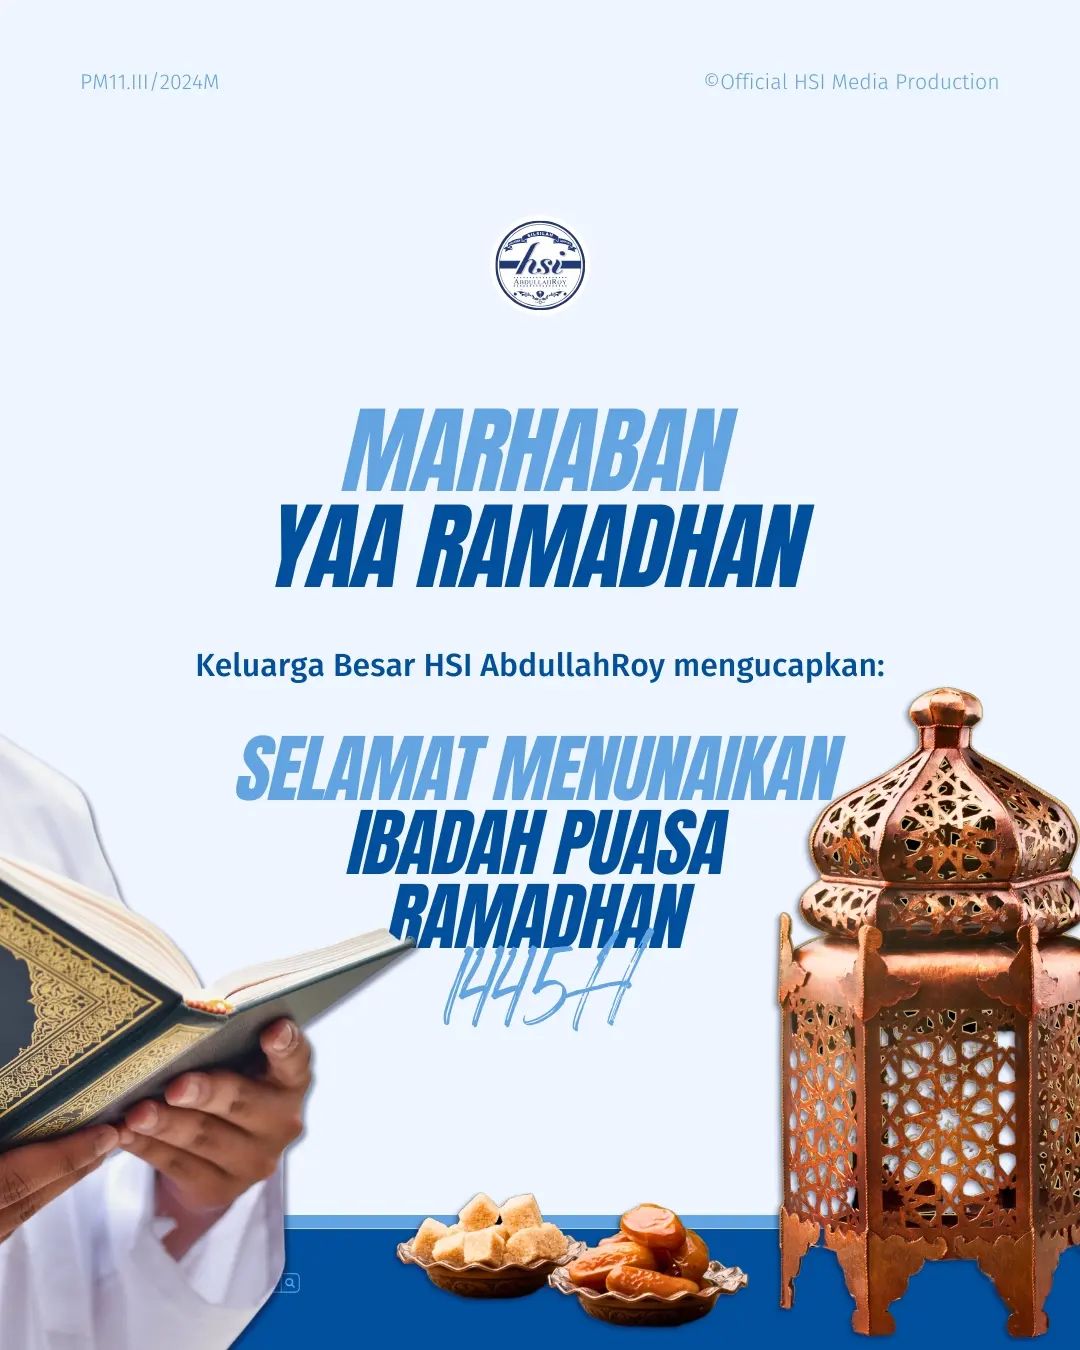 PM11.III/2024M
©Official HSI Media Production
SILSILAH
hsi
ABDULLAHROY
MARHABAN
YAA RAMADHAN
Keluarga Besar HSI AbdullahRoy mengucapkan:
SELAMAT MENUNAIKAN
IBADAH PUASA
RAMADHAN
1445H